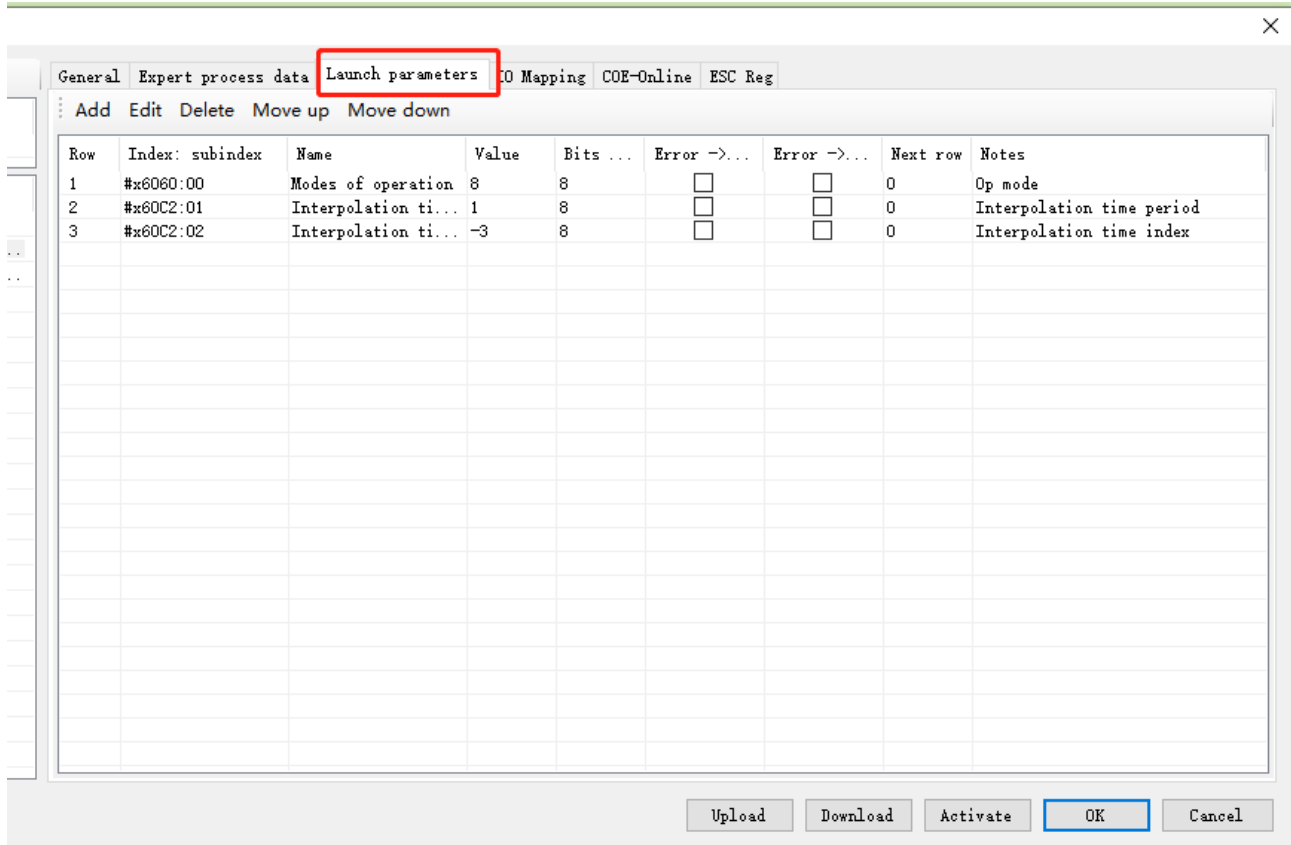 General Expert process data Launch parameters IO Mapping COE-Online ESC Reg
Add Edit Delete Move up Move down
Row Index: subindex Name Value Bits ... Error ->... Error ->... Next row Notes
1 #x6060:00 Modes of operation 8 8 0 Op mode
2 #x60C2:01 Interpolation ti... 1 8 0 Interpolation time period
3 #x60C2:02 Interpolation ti... -3 8 0 Interpolation time index
Upload Download Activate OK Cancel